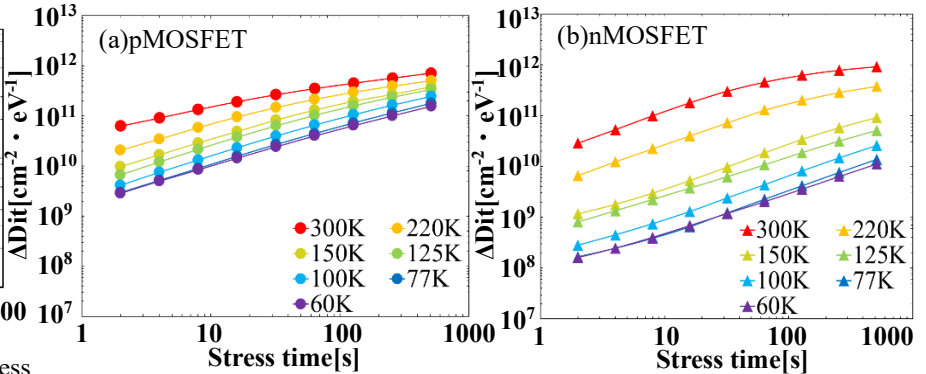 (a)pMOSFET
ΔDit[cm⁻²・eV⁻¹]
10¹³
10¹²
10¹¹
10¹⁰
10⁹
10⁸
10⁷
300K 220K
150K 125K
100K 77K
60K
1 10 100 1000
Stress time[s]
(b)nMOSFET
ΔDit[cm⁻²・eV⁻¹]
10¹³
10¹²
10¹¹
10¹⁰
10⁹
10⁸
10⁷
300K 220K
150K 125K
100K 77K
60K
1 10 100 1000
Stress time[s]
00
ess